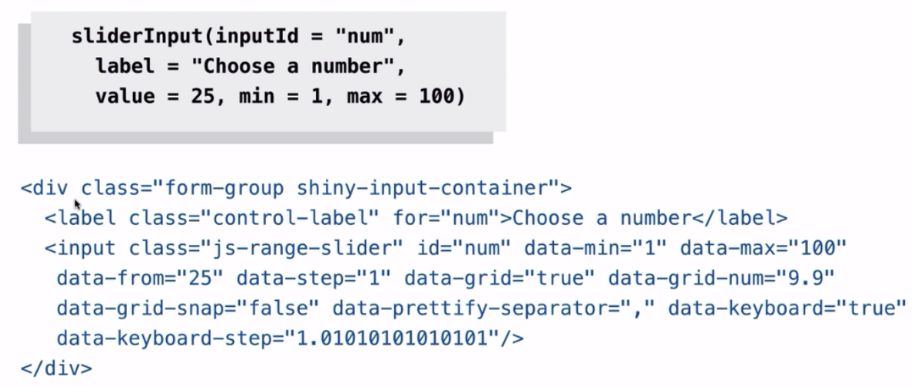 sliderInput(inputId = "num",
label = "Choose a number",
value = 25, min = 1, max = 100)
<div class="form-group shiny-input-container">
<label class="control-label" for="num">Choose a number</label>
<input class="js-range-slider" id="num" data-min="1" data-max="100"
data-from="25" data-step="1" data-grid="true" data-grid-num="9.9"
data-grid-snap="false" data-prettify-separator="," data-keyboard="true"
data-keyboard-step="1.01010101010101"/>
</div>